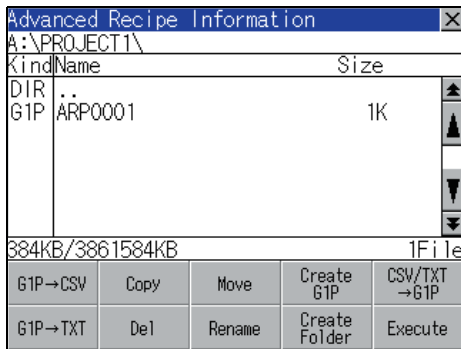 Advanced Recipe Information ×
A:\PROJECT1\
Kind Name Size
DIR ..
G1P ARP0001 1K
384KB/3861584KB 1File
G1P→CSV Copy Move Create G1P CSV/TXT →G1P
G1P→TXT Del Rename Create Folder Execute